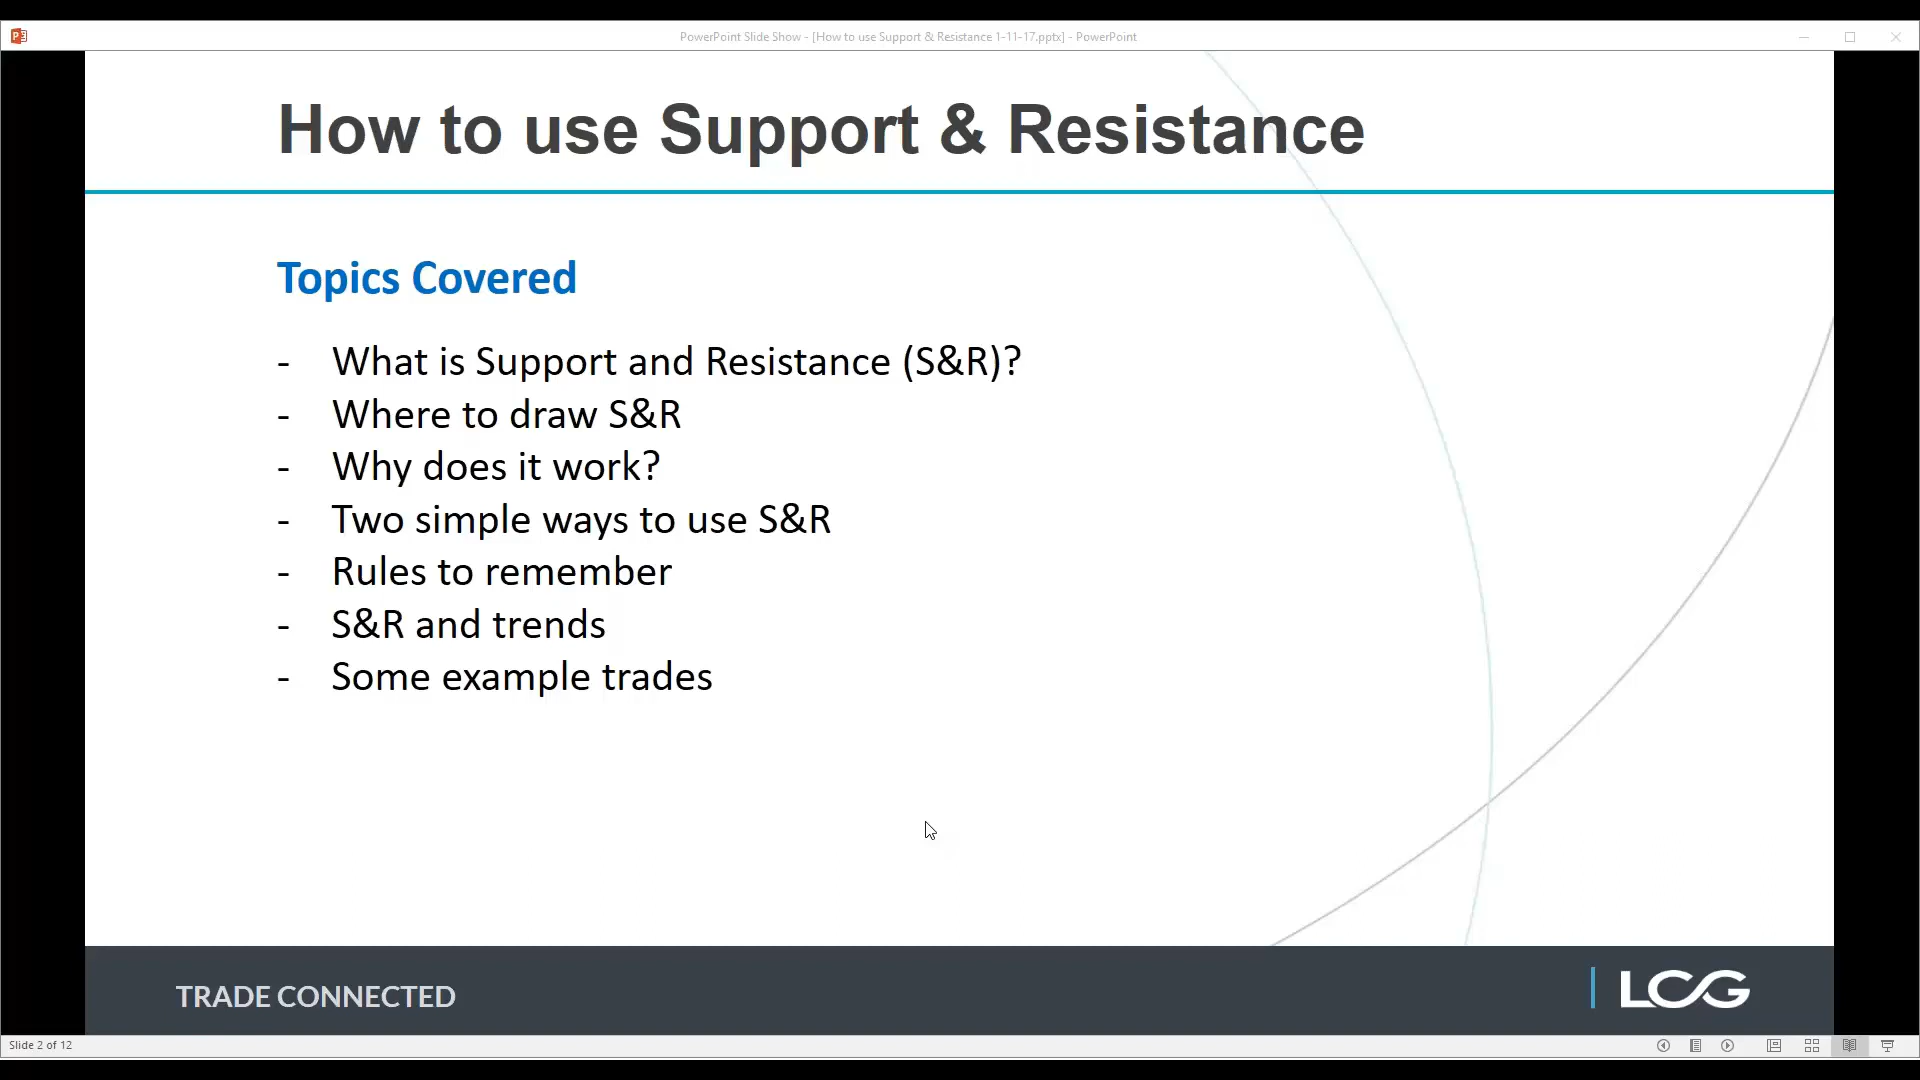 PowerPoint Slide Show - [How to use Support & Resistance 1-11-17.pptx] - PowerPoint
How to use Support & Resistance
Topics Covered
- What is Support and Resistance (S&R)?
- Where to draw S&R
- Why does it work?
- Two simple ways to use S&R
- Rules to remember
- S&R and trends
- Some example trades
TRADE CONNECTED
LCG
Slide 2 of 12